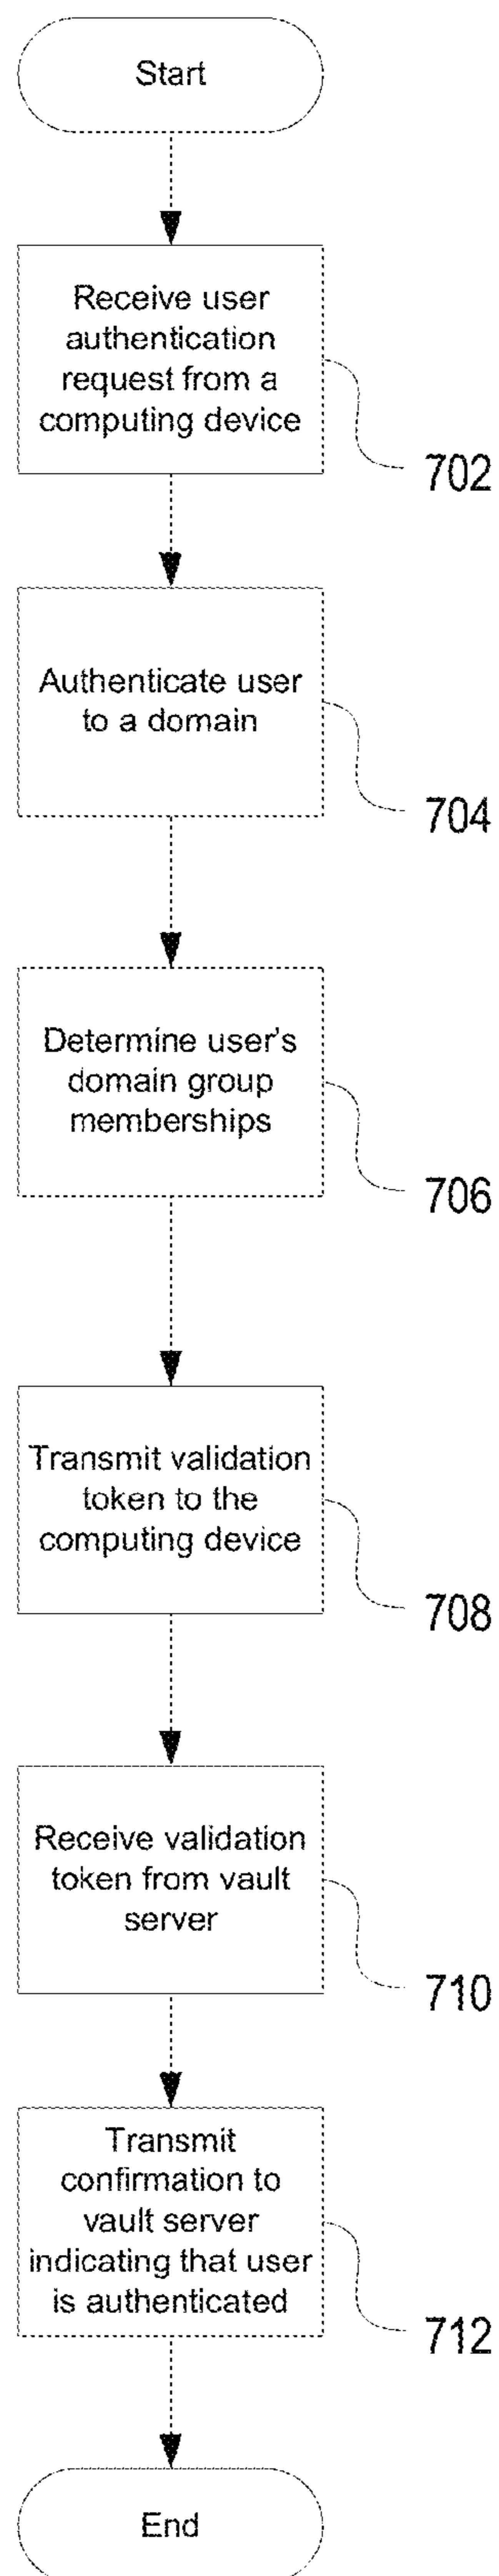 Start
Receive user
authentication
request from a
computing device
702
Authenticate user
to a domain
704
Determine user's
domain group
memberships
706
Transmit validation
token to the
computing device
708
Receive validation
token from vault
server
710
Transmit
confirmation to
vault server
indicating that user
is authenticated
712
End